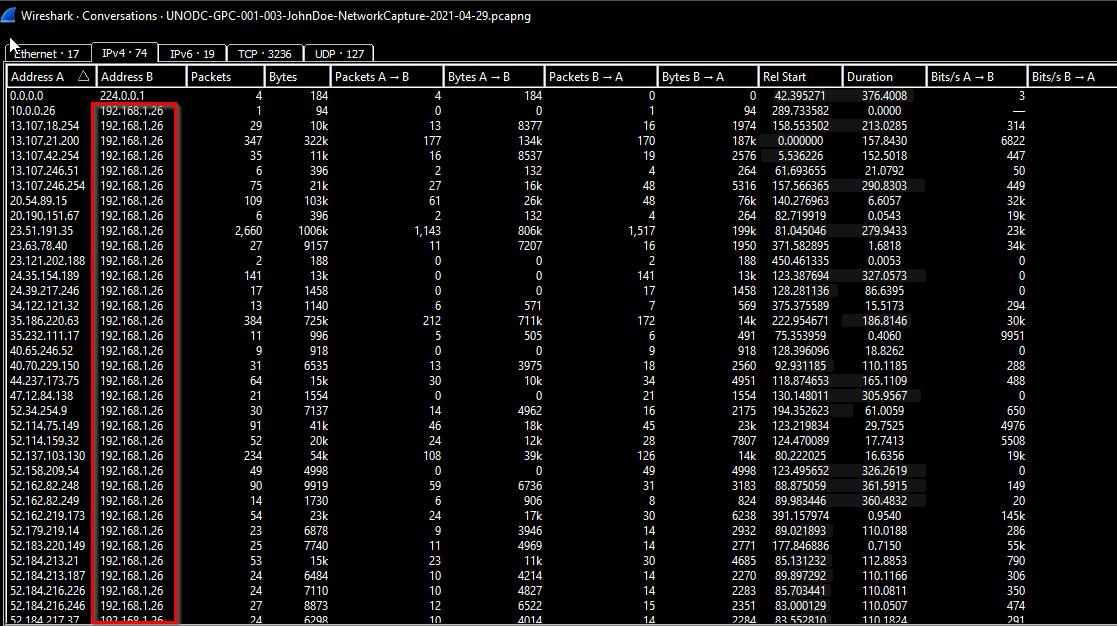 Wireshark · Conversations · UNODC-GPC-001-003-JohnDoe-NetworkCapture-2021-04-29.pcapng
Ethernet · 17 IPv4 · 74 IPv6 · 19 TCP · 3236 UDP · 127
Address A Address B Packets Bytes Packets A → B Bytes A → B Packets B → A Bytes B → A Rel Start Duration Bits/s A → B Bits/s B → A
0.0.0.0 224.0.0.1 4 184 4 184 0 0 42.395271 376.4008 3
10.0.0.26 192.168.1.26 1 94 0 0 1 94 289.733582 0.0000 —
13.107.18.254 192.168.1.26 29 10k 13 8377 16 1974 158.553502 213.0285 314
13.107.21.200 192.168.1.26 347 322k 177 134k 170 187k 0.000000 157.8430 6822
13.107.42.254 192.168.1.26 35 11k 16 8537 19 2576 5.536226 152.5018 447
13.107.246.51 192.168.1.26 6 396 2 132 4 264 61.693655 21.0792 50
13.107.246.254 192.168.1.26 75 21k 27 16k 48 5316 157.566365 290.8303 449
20.54.89.15 192.168.1.26 109 103k 61 26k 48 76k 140.276963 6.6057 32k
20.190.151.67 192.168.1.26 6 396 2 132 4 264 82.719919 0.0543 19k
23.51.191.35 192.168.1.26 2,660 1006k 1,143 806k 1,517 199k 81.045046 279.9433 23k
23.63.78.40 192.168.1.26 27 9157 11 7207 16 1950 371.582895 1.6818 34k
23.121.202.188 192.168.1.26 2 188 0 0 2 188 450.461335 0.0053 0
24.35.154.189 192.168.1.26 141 13k 0 0 141 13k 123.387694 327.0573 0
24.39.217.246 192.168.1.26 17 1458 0 0 17 1458 128.281136 86.6395 0
34.122.121.32 192.168.1.26 13 1140 6 571 7 569 375.375589 15.5173 294
35.186.220.63 192.168.1.26 384 725k 212 711k 172 14k 222.954671 186.8146 30k
35.232.111.17 192.168.1.26 11 996 5 505 6 491 75.353959 0.4060 9951
40.65.246.52 192.168.1.26 9 918 0 0 9 918 128.396096 18.8262 0
40.70.229.150 192.168.1.26 31 6535 13 3975 18 2560 92.931185 110.1185 288
44.237.173.75 192.168.1.26 64 15k 30 10k 34 4951 118.874653 165.1109 488
47.12.84.138 192.168.1.26 21 1554 0 0 21 1554 130.148011 305.9567 0
52.34.254.9 192.168.1.26 30 7137 14 4962 16 2175 194.352623 61.0059 650
52.114.75.149 192.168.1.26 91 41k 46 18k 45 23k 123.219834 29.7525 4976
52.114.159.32 192.168.1.26 52 20k 24 12k 28 7807 124.470089 17.7413 5508
52.137.103.130 192.168.1.26 234 54k 108 39k 126 14k 80.222025 16.6356 19k
52.158.209.54 192.168.1.26 49 4998 0 0 49 4998 123.495652 326.2619 0
52.162.82.248 192.168.1.26 90 9919 59 6736 31 3183 88.875059 361.5915 149
52.162.82.249 192.168.1.26 14 1730 6 906 8 824 89.983446 360.4832 20
52.162.219.173 192.168.1.26 54 23k 24 17k 30 6238 391.157974 0.9540 145k
52.179.219.14 192.168.1.26 23 6878 9 3946 14 2932 89.021893 110.0188 286
52.183.220.149 192.168.1.26 25 7740 11 4969 14 2771 177.846886 0.7150 55k
52.184.213.21 192.168.1.26 53 15k 23 11k 30 4685 85.131232 112.8853 790
52.184.213.187 192.168.1.26 24 6484 10 4214 14 2270 89.897292 110.1166 306
52.184.216.226 192.168.1.26 24 7110 10 4827 14 2283 85.703441 110.0811 350
52.184.216.246 192.168.1.26 27 8873 12 6522 15 2351 83.000129 110.0507 474
52.184.217.37 192.168.1.26 24 6298 10 4014 14 2284 83.552810 110.1824 291